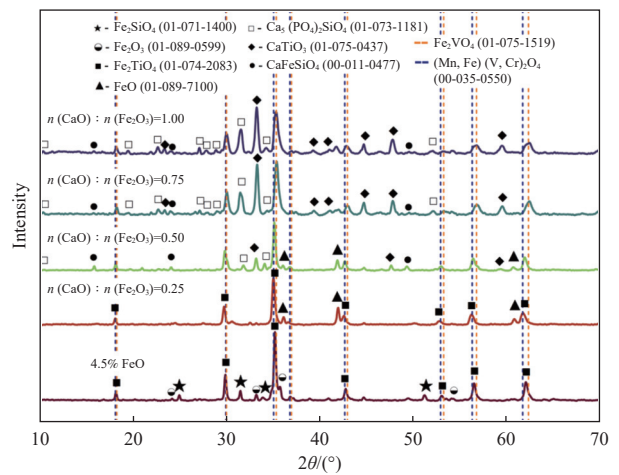 ★ Fe₂SiO₄ (01-071-1400)
◒ Fe₂O₃ (01-089-0599)
■ Fe₂TiO₄ (01-074-2083)
▲ FeO (01-089-7100)
□ Ca₅ (PO₄)₂SiO₄ (01-073-1181)
◆ CaTiO₃ (01-075-0437)
● CaFeSiO₄ (00-011-0477)
Fe₂VO₄ (01-075-1519)
(Mn, Fe) (V, Cr)₂O₄
(00-035-0550)
n (CaO)∶n (Fe₂O₃)=1.00
n (CaO)∶n (Fe₂O₃)=0.75
n (CaO)∶n (Fe₂O₃)=0.50
n (CaO)∶n (Fe₂O₃)=0.25
4.5% FeO
Intensity
10 20 30 40 50 60 70
2θ/(°)